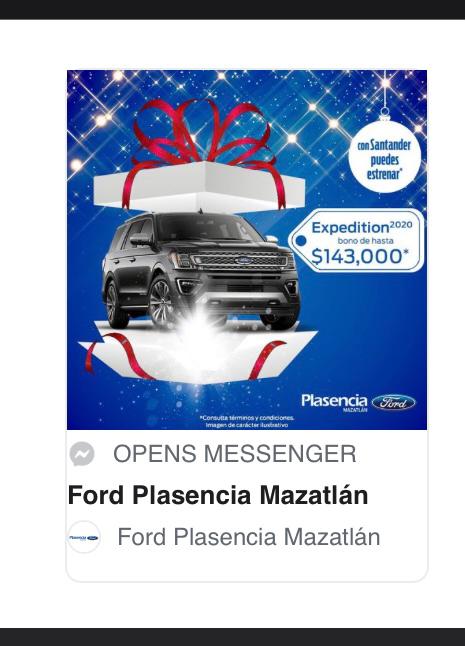 con Santander
puedes
estrenar*
Expedition2020
bono de hasta
$143,000*
Plasencia
MAZATLÁN
Ford
*Consulta términos y condiciones.
Imagen de carácter ilustrativo
OPENS MESSENGER
Ford Plasencia Mazatlán
Ford Plasencia Mazatlán